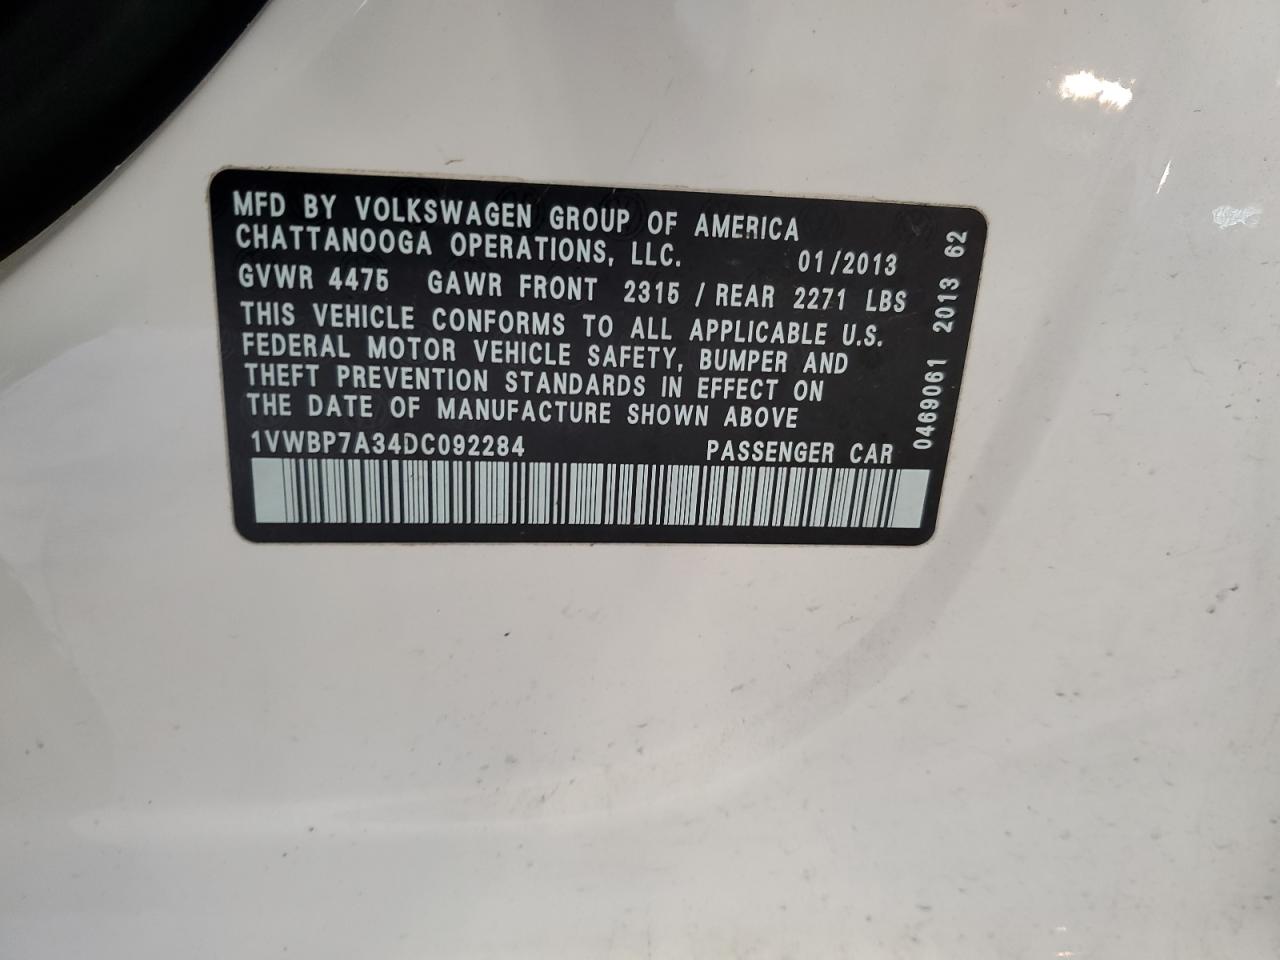 MFD BY VOLKSWAGEN GROUP OF AMERICA
CHATTANOOGA OPERATIONS, LLC. 01/2013
GVWR 4475 GAWR FRONT 2315 / REAR 2271 LBS
THIS VEHICLE CONFORMS TO ALL APPLICABLE U.S.
FEDERAL MOTOR VEHICLE SAFETY, BUMPER AND
THEFT PREVENTION STANDARDS IN EFFECT ON
THE DATE OF MANUFACTURE SHOWN ABOVE
1VWBP7A34DC092284 PASSENGER CAR
0469061 2013 62